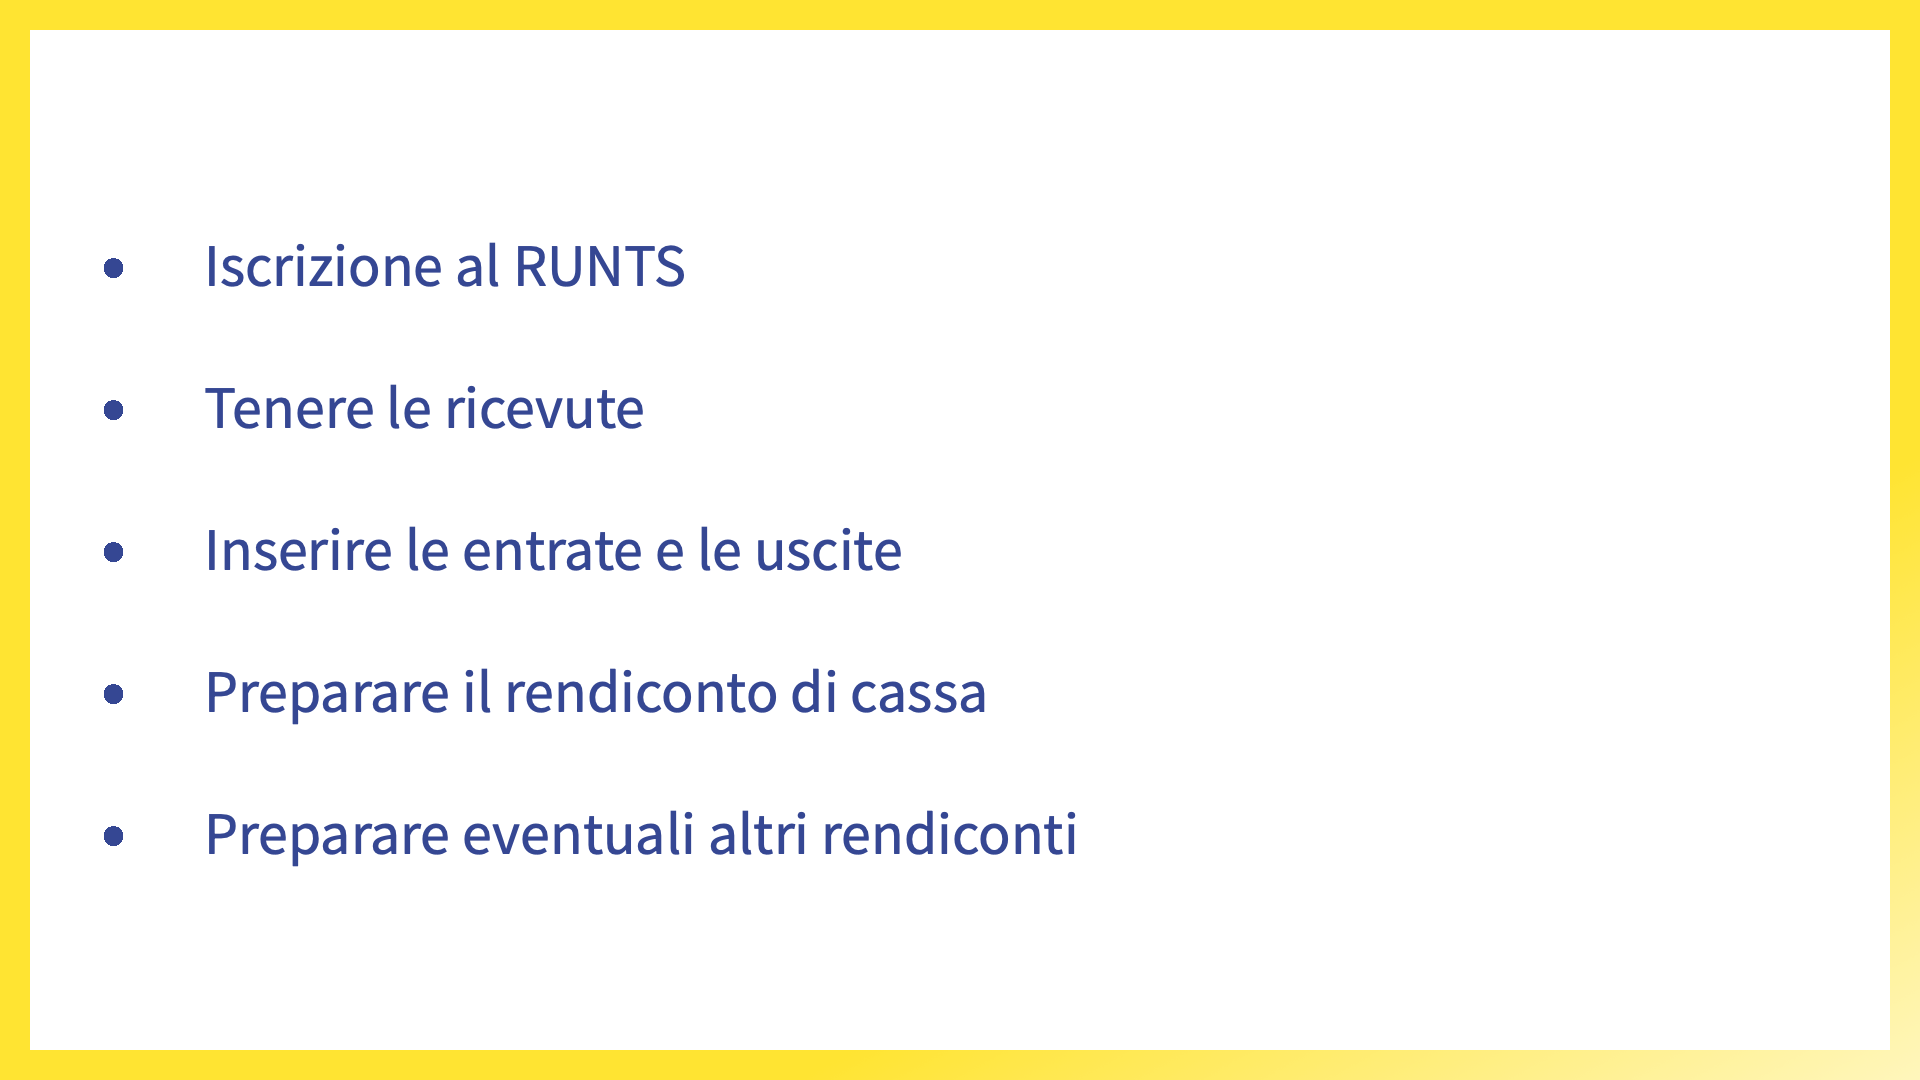 • Iscrizione al RUNTS
• Tenere le ricevute
• Inserire le entrate e le uscite
• Preparare il rendiconto di cassa
• Preparare eventuali altri rendiconti